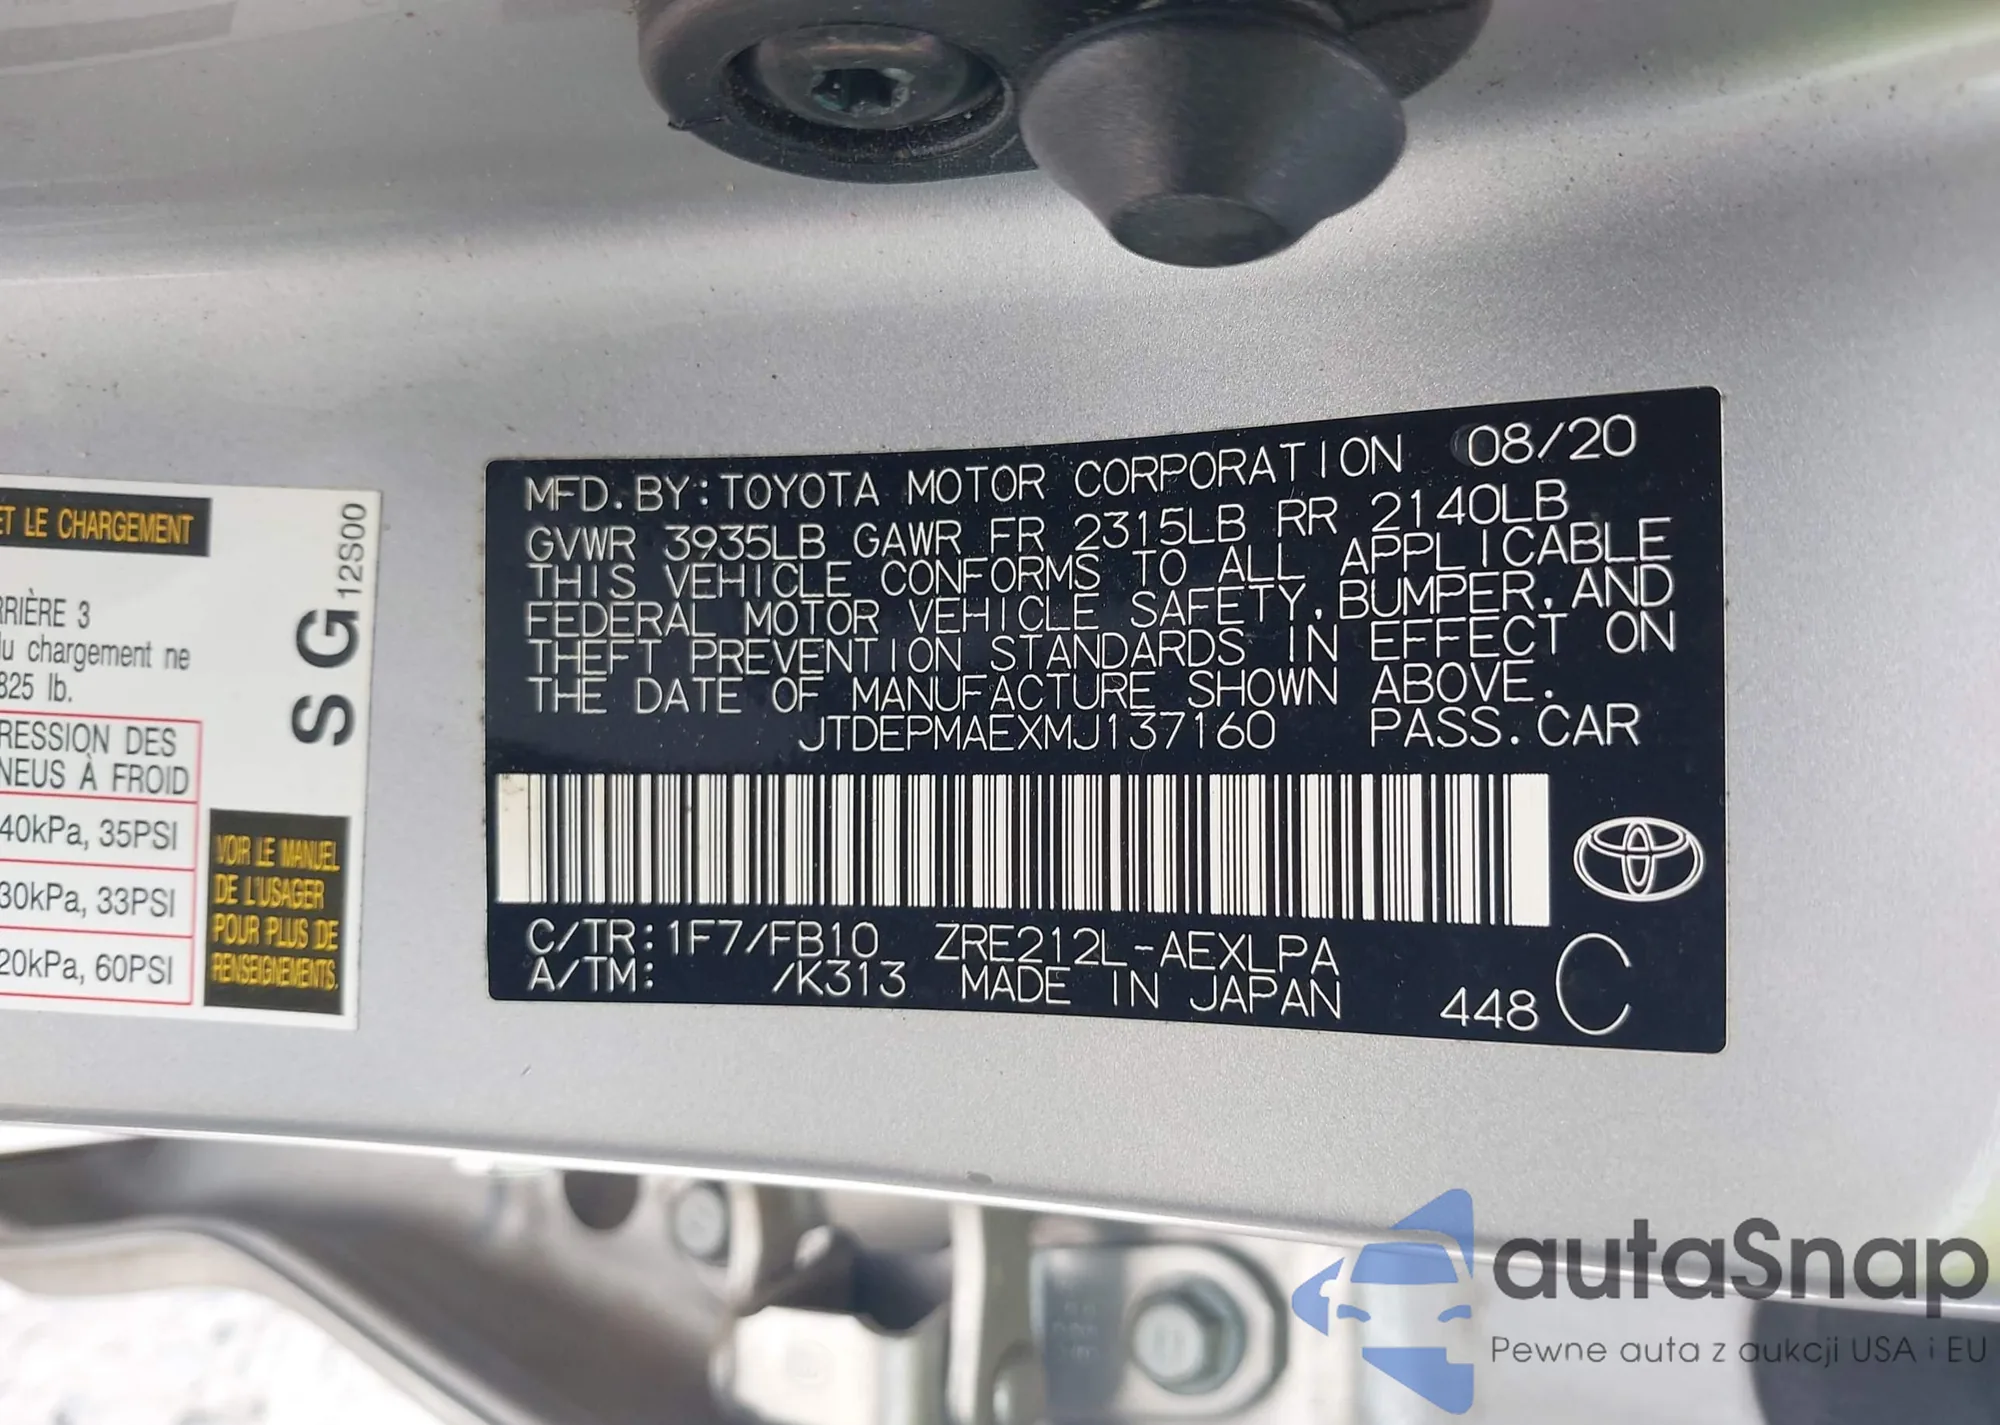 MFD. BY: TOYOTA MOTOR CORPORATION 08/20
GVWR 3935LB GAWR FR 2315LB RR 2140LB
THIS VEHICLE CONFORMS TO ALL APPLICABLE
FEDERAL MOTOR VEHICLE SAFETY, BUMPER, AND
THEFT PREVENTION STANDARDS IN EFFECT ON
THE DATE OF MANUFACTURE SHOWN ABOVE.
JTDEPMAEXMJ137160 PASS. CAR
C/TR: 1F7/FB10 ZRE212L-AEXLPA
A/TM: /K313 MADE IN JAPAN 448 C
ET LE CHARGEMENT
RRIÈRE 3
du chargement ne
825 lb.
RESSION DES
NEUS À FROID
40kPa, 35PSI
30kPa, 33PSI
20kPa, 60PSI
SG12S00
VOIR LE MANUEL
DE L'USAGER
POUR PLUS DE
RENSEIGNEMENTS.
autaSnap
Pewne auta z aukcji USA i EU